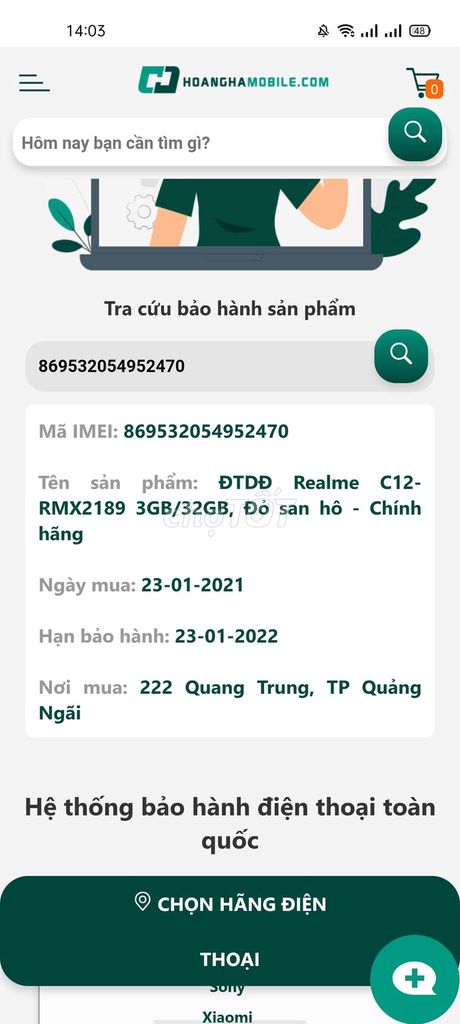 14:03
48
HOANGHAMOBILE.COM
0
Hôm nay bạn cần tìm gì?
Tra cứu bảo hành sản phẩm
869532054952470
Mã IMEI: 869532054952470
Tên sản phẩm: ĐTDĐ Realme C12-
RMX2189 3GB/32GB, Đỏ san hô - Chính
hãng
chợTỐT
Ngày mua: 23-01-2021
Hạn bảo hành: 23-01-2022
Nơi mua: 222 Quang Trung, TP Quảng
Ngãi
Hệ thống bảo hành điện thoại toàn
quốc
CHỌN HÃNG ĐIỆN
THOẠI
Sony
Xiaomi